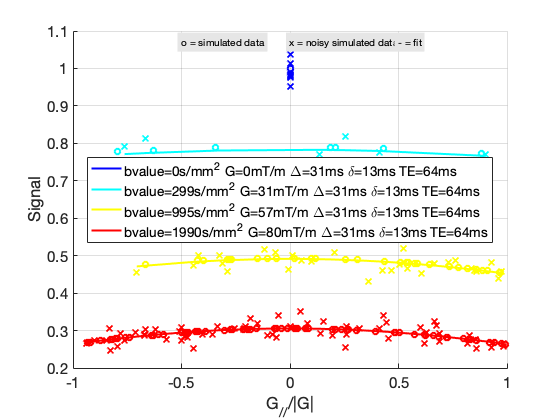 1.1
o = simulated data
x = noisy simulated data
- = fit
1
0.9
0.8
0.7
0.6
0.5
0.4
0.3
0.2
Signal
bvalue=0s/mm² G=0mT/m Δ=31ms δ=13ms TE=64ms
bvalue=299s/mm² G=31mT/m Δ=31ms δ=13ms TE=64ms
bvalue=995s/mm² G=57mT/m Δ=31ms δ=13ms TE=64ms
bvalue=1990s/mm² G=80mT/m Δ=31ms δ=13ms TE=64ms
-1 -0.5 0 0.5 1
G//​/|G|